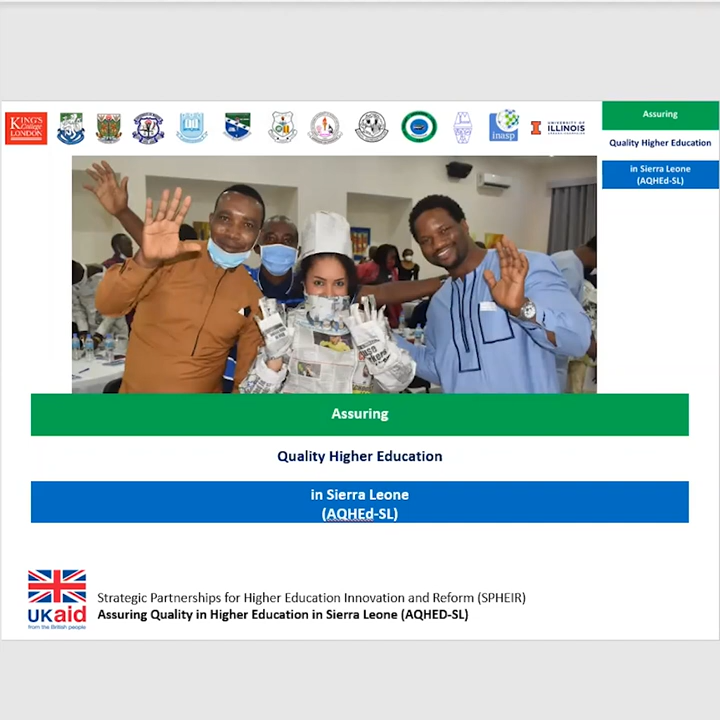 KING'S
College
LONDON
inasp
UNIVERSITY OF
ILLINOIS
Assuring
Quality Higher Education
in Sierra Leone
(AQHEd-SL)
Assuring
Quality Higher Education
in Sierra Leone
(AQHEd-SL)
UKaid
from the British people
Strategic Partnerships for Higher Education Innovation and Reform (SPHEIR)
Assuring Quality in Higher Education in Sierra Leone (AQHED-SL)